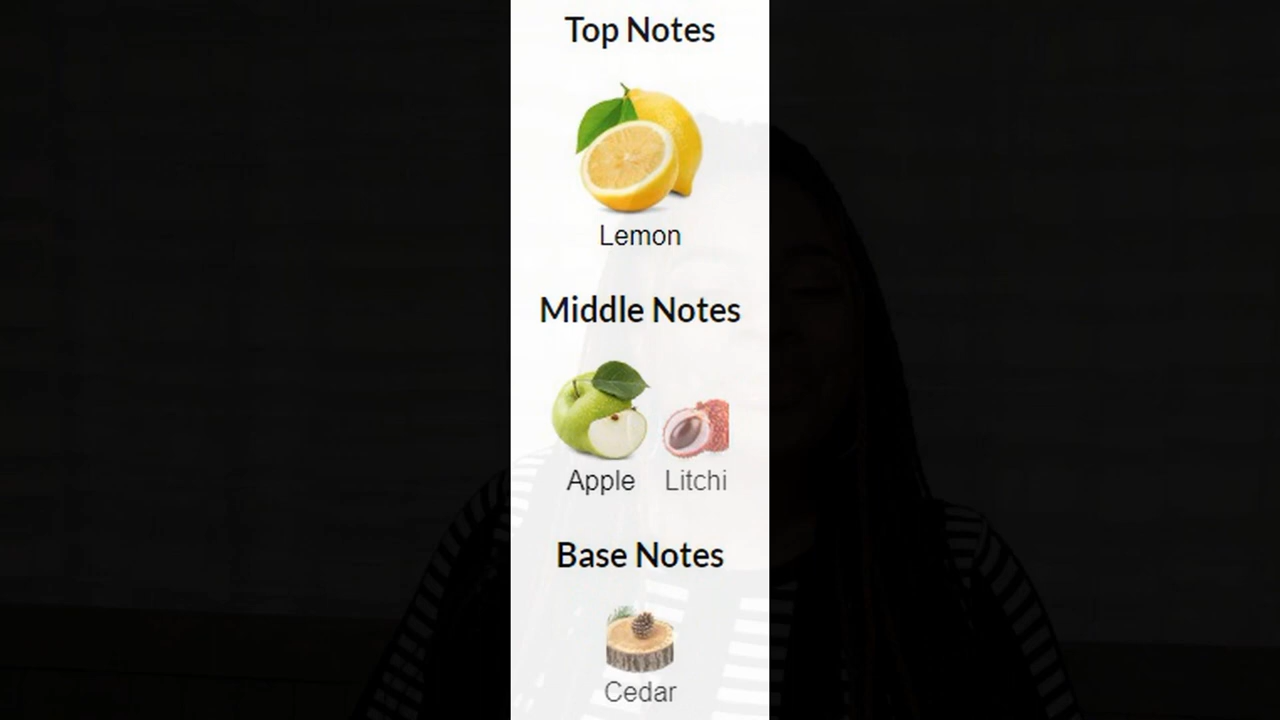 Top Notes
Lemon
Middle Notes
Apple Litchi
Base Notes
Cedar